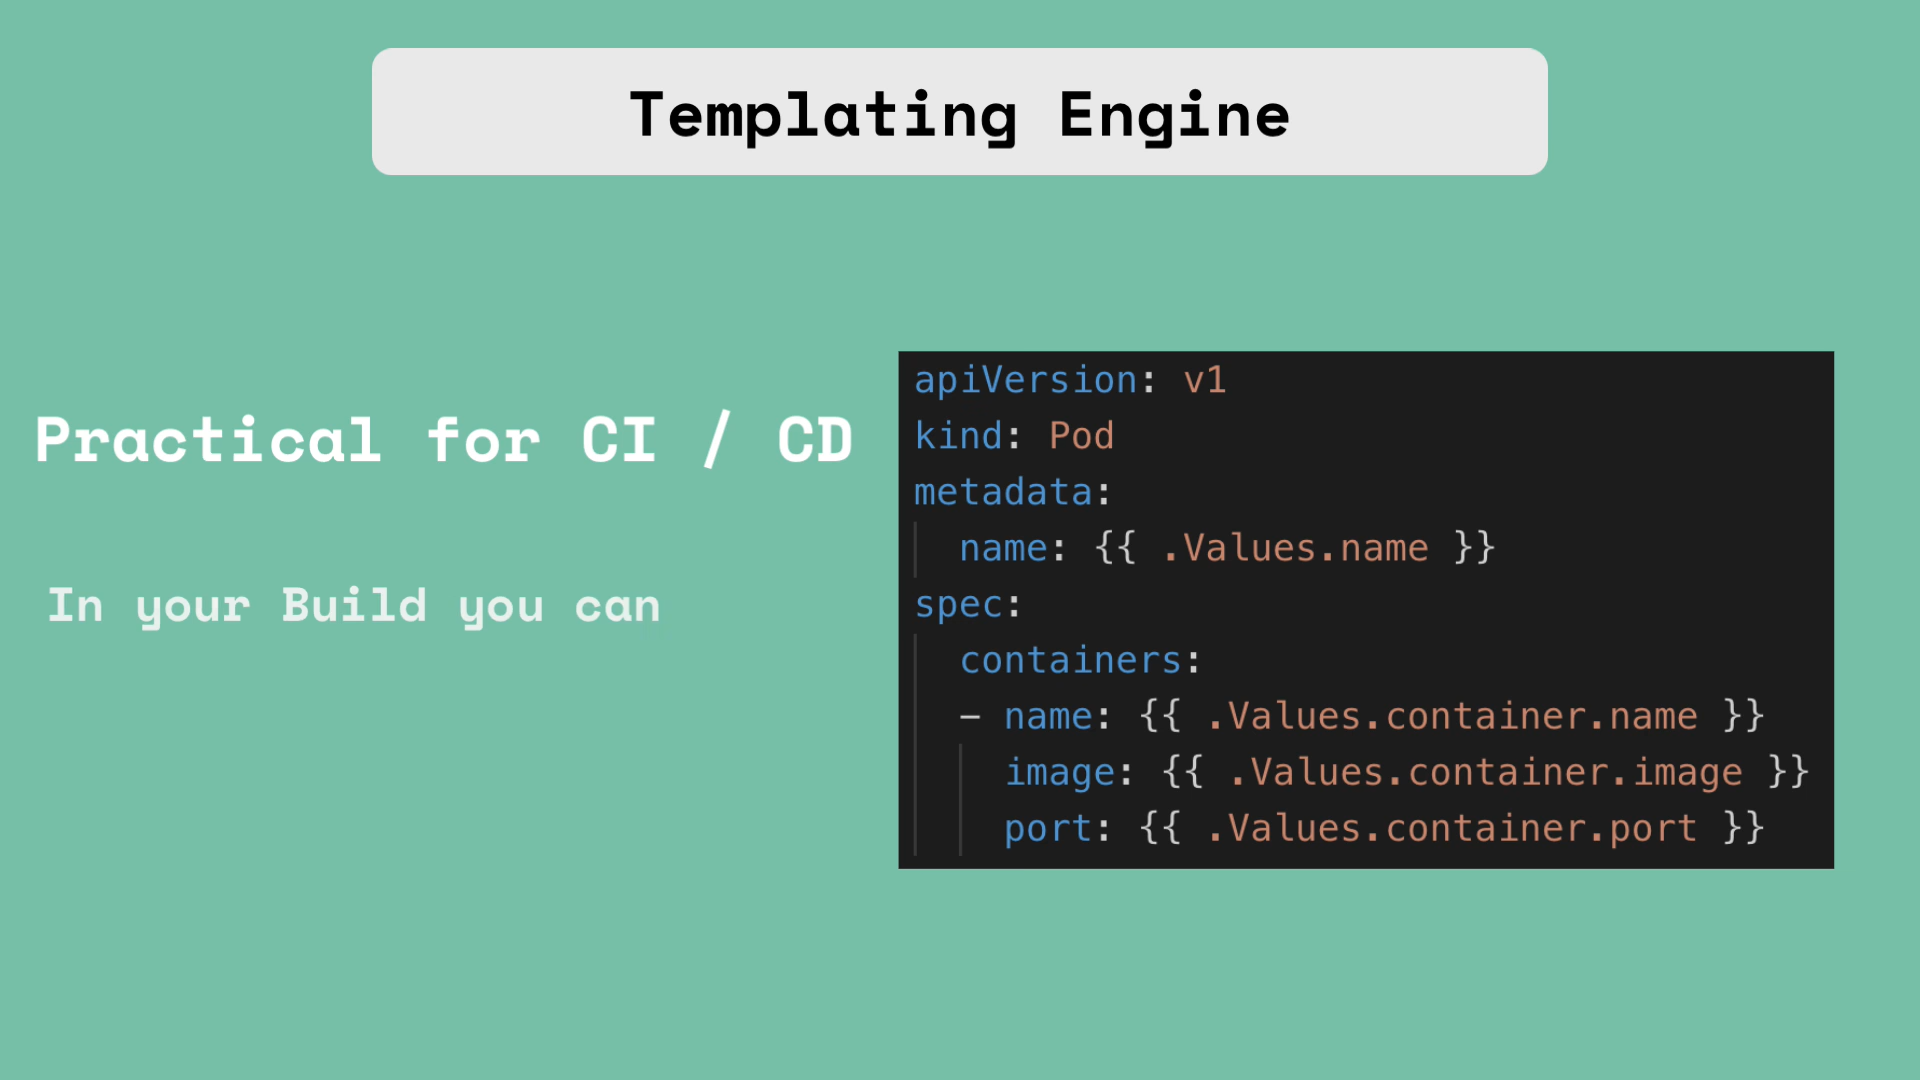 Templating Engine
Practical for CI / CD
In your Build you can
apiVersion: v1
kind: Pod
metadata:
  name: {{ .Values.name }}
spec:
  containers:
  – name: {{ .Values.container.name }}
    image: {{ .Values.container.image }}
    port: {{ .Values.container.port }}